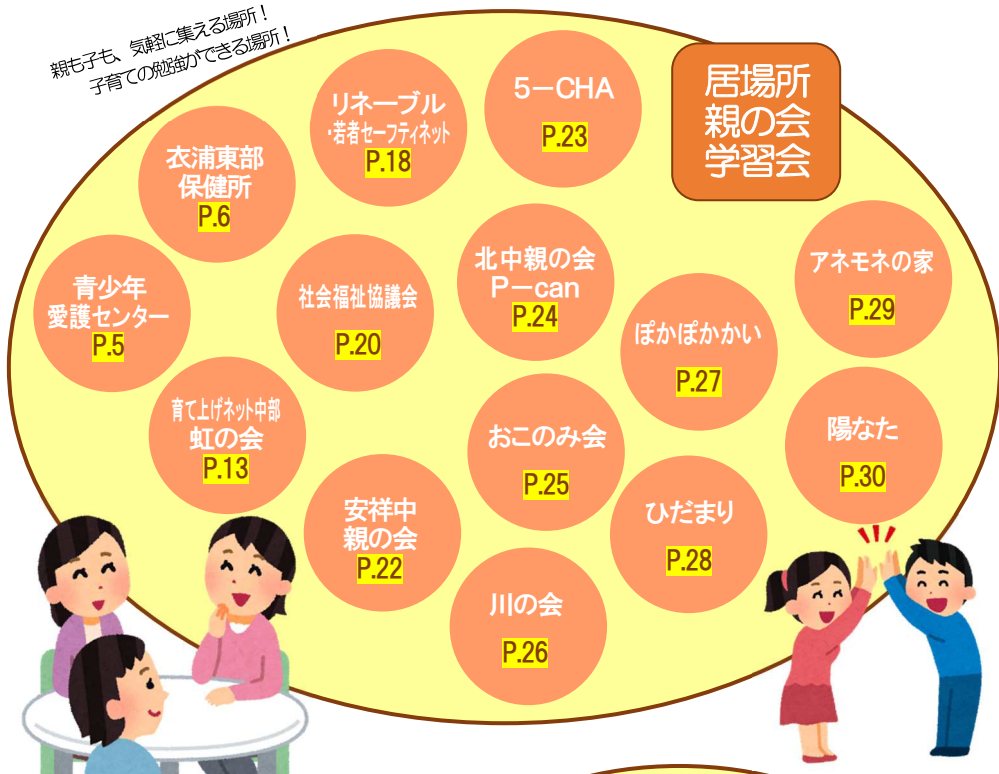 親も子も、気軽に集える場所！
子育ての勉強ができる場所！
居場所
親の会
学習会
5－CHA
P.23
リネーブル
・若者セーフティネット
P.18
衣浦東部
保健所
P.6
青少年
愛護センター
P.5
社会福祉協議会
P.20
北中親の会
P－can
P.24
アネモネの家
P.29
ぽかぽかかい
P.27
育て上げネット中部
虹の会
P.13
おこのみ会
P.25
陽なた
P.30
安祥中
親の会
P.22
ひだまり
P.28
川の会
P.26